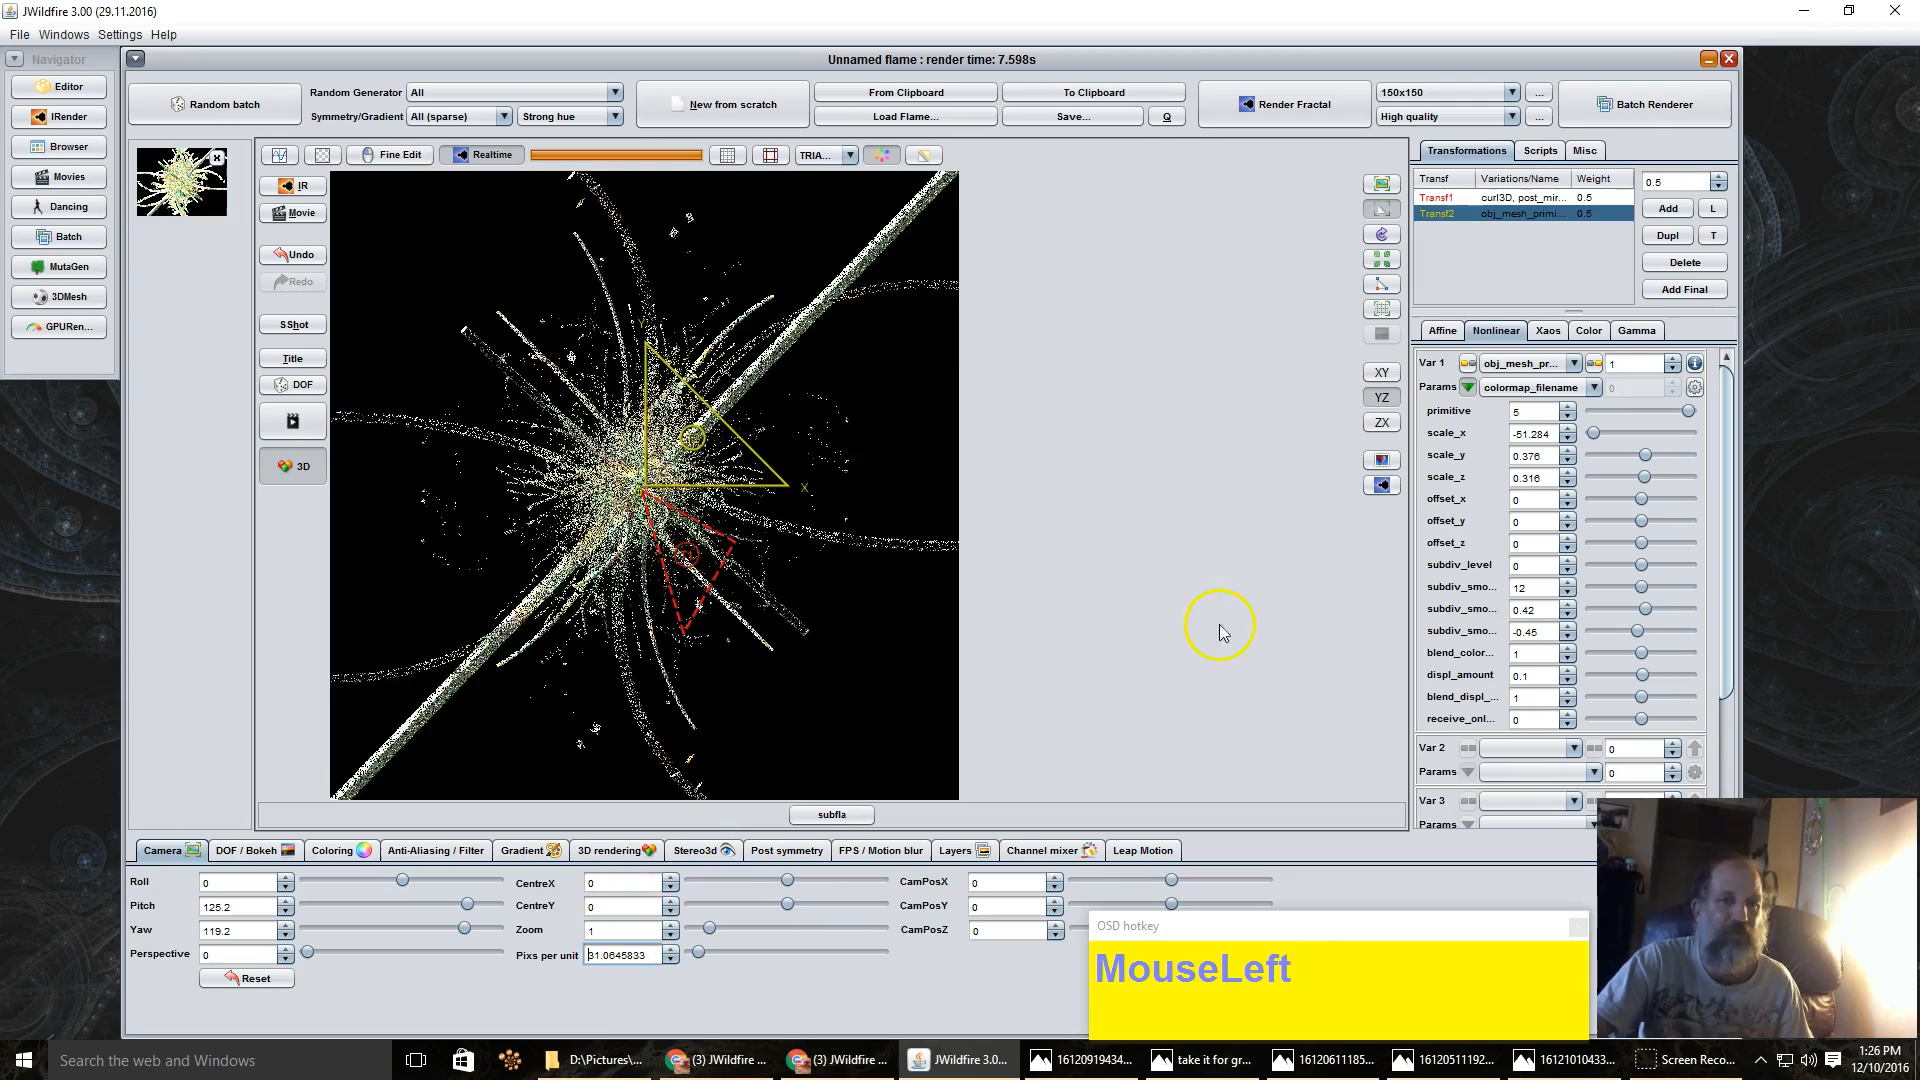 JWildfire 3.00 (29.11.2016)
File Windows Settings Help
Navigator
Editor
IRender
Browser
Movies
Dancing
Batch
MutaGen
3DMesh
GPURen...
Unnamed flame : render time: 7.598s
Random batch
Random Generator All
Symmetry/Gradient All (sparse) Strong hue
New from scratch
From Clipboard To Clipboard
Load Flame... Save... Q
Render Fractal
150x150 ...
High quality ...
Batch Renderer
Fine Edit Realtime TRIA...
IR
Movie
Undo
Redo
SShot
Title
DOF
3D
Y
X
XY
YZ
ZX
Transformations Scripts Misc
Transf Variations/Name Weight
Transf1 curl3D, post_mir... 0.5
Transf2 obj_mesh_primi... 0.5
0.5
Add L
Dupl T
Delete
Add Final
Affine Nonlinear Xaos Color Gamma
Var 1 obj_mesh_pr... 1
Params colormap_filename 0
primitive 5
scale_x -51.284
scale_y 0.376
scale_z 0.316
offset_x 0
offset_y 0
offset_z 0
subdiv_level 0
subdiv_smo... 12
subdiv_smo... 0.42
subdiv_smo... -0.45
blend_color... 1
displ_amount 0.1
blend_displ_... 1
receive_onl... 0
Var 2 0
Params 0
Var 3
Params
subfla
Camera DOF / Bokeh Coloring Anti-Aliasing / Filter Gradient 3D rendering Stereo3d Post symmetry FPS / Motion blur Layers Channel mixer Leap Motion
Roll 0 CentreX 0 CamPosX 0
Pitch 125.2 CentreY 0 CamPosY 0
Yaw 119.2 Zoom 1 CamPosZ 0
Perspective 0 Pixs per unit 31.0645833
Reset
OSD hotkey
MouseLeft
Search the web and Windows
D:\Pictures\...
(3) JWildfire ...
(3) JWildfire ...
JWildfire 3.0...
16120919434...
take it for gr...
16120611185...
16120511192...
16121010433...
Screen Reco...
1:26 PM
12/10/2016